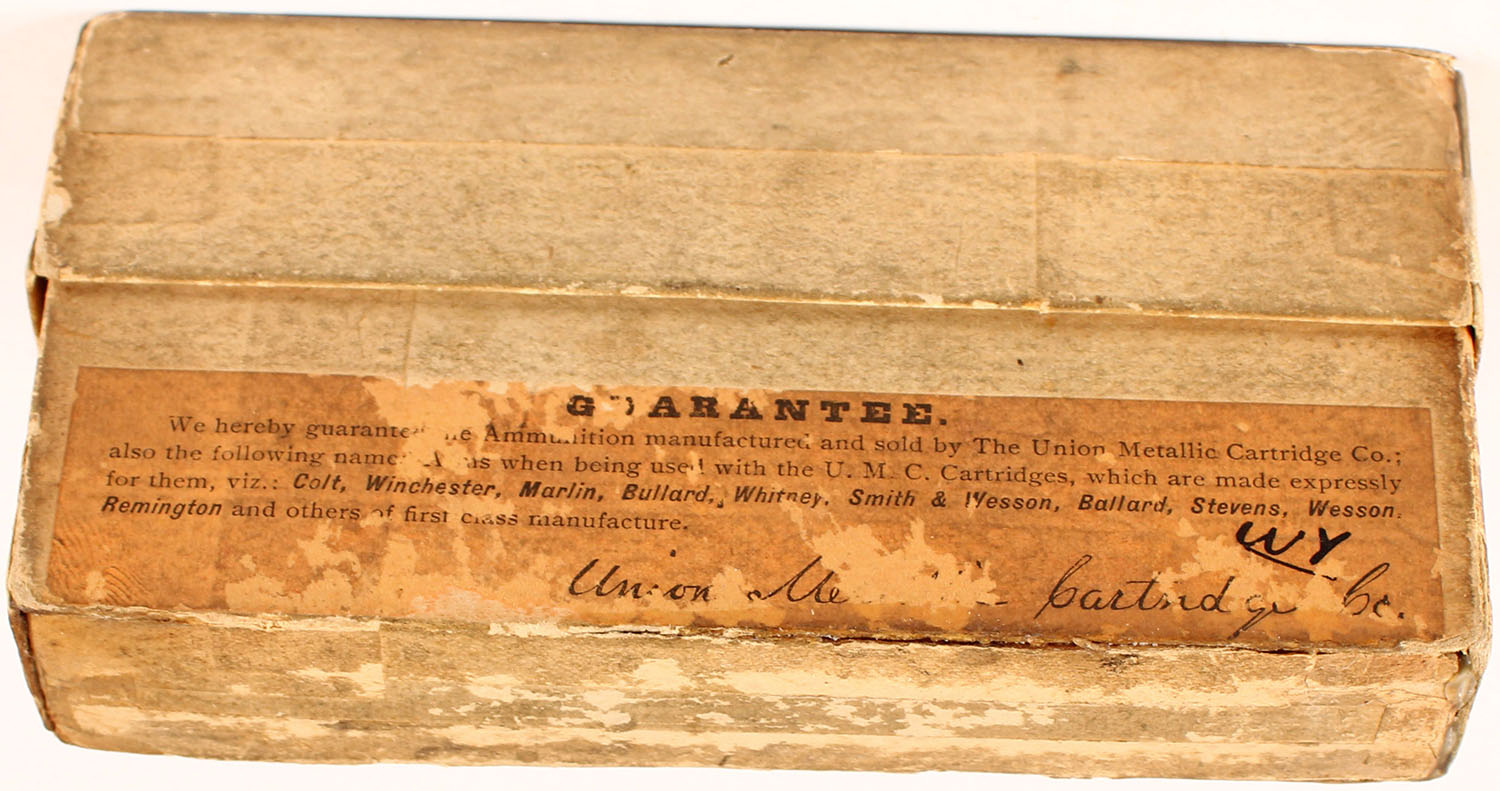 GUARANTEE.
We hereby guarantee the Ammunition manufactured and sold by The Union Metallic Cartridge Co.;
also the following named Arms when being used with the U. M. C. Cartridges, which are made expressly
for them, viz.: Colt, Winchester, Marlin, Bullard, Whitney, Smith & Wesson, Ballard, Stevens, Wesson,
Remington and others of first class manufacture.
WY
Union Metallic Cartridge Co.